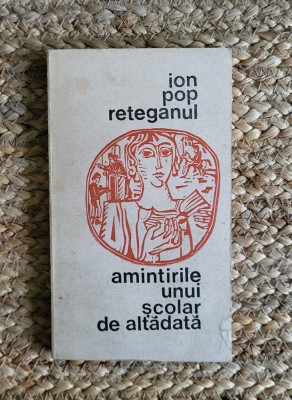 ion
pop
reteganul
amintirile
unui
școlar
de altădată